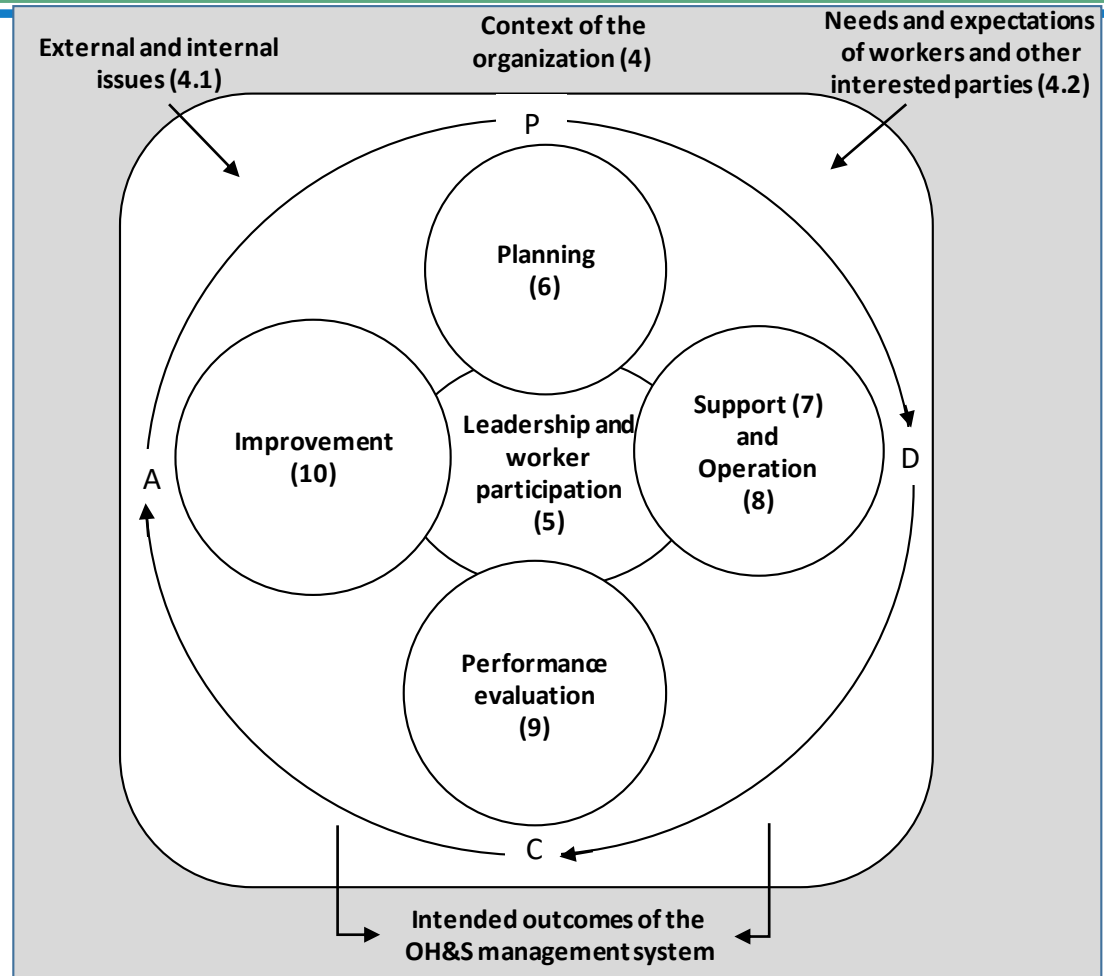 Context of the
organization (4)
External and internal
issues (4.1)
Needs and expectations
of workers and other
interested parties (4.2)
P
Planning
(6)
Improvement
(10)
Leadership and
worker
participation
(5)
Support (7)
and
Operation
(8)
A
D
Performance
evaluation
(9)
C
Intended outcomes of the
OH&S management system